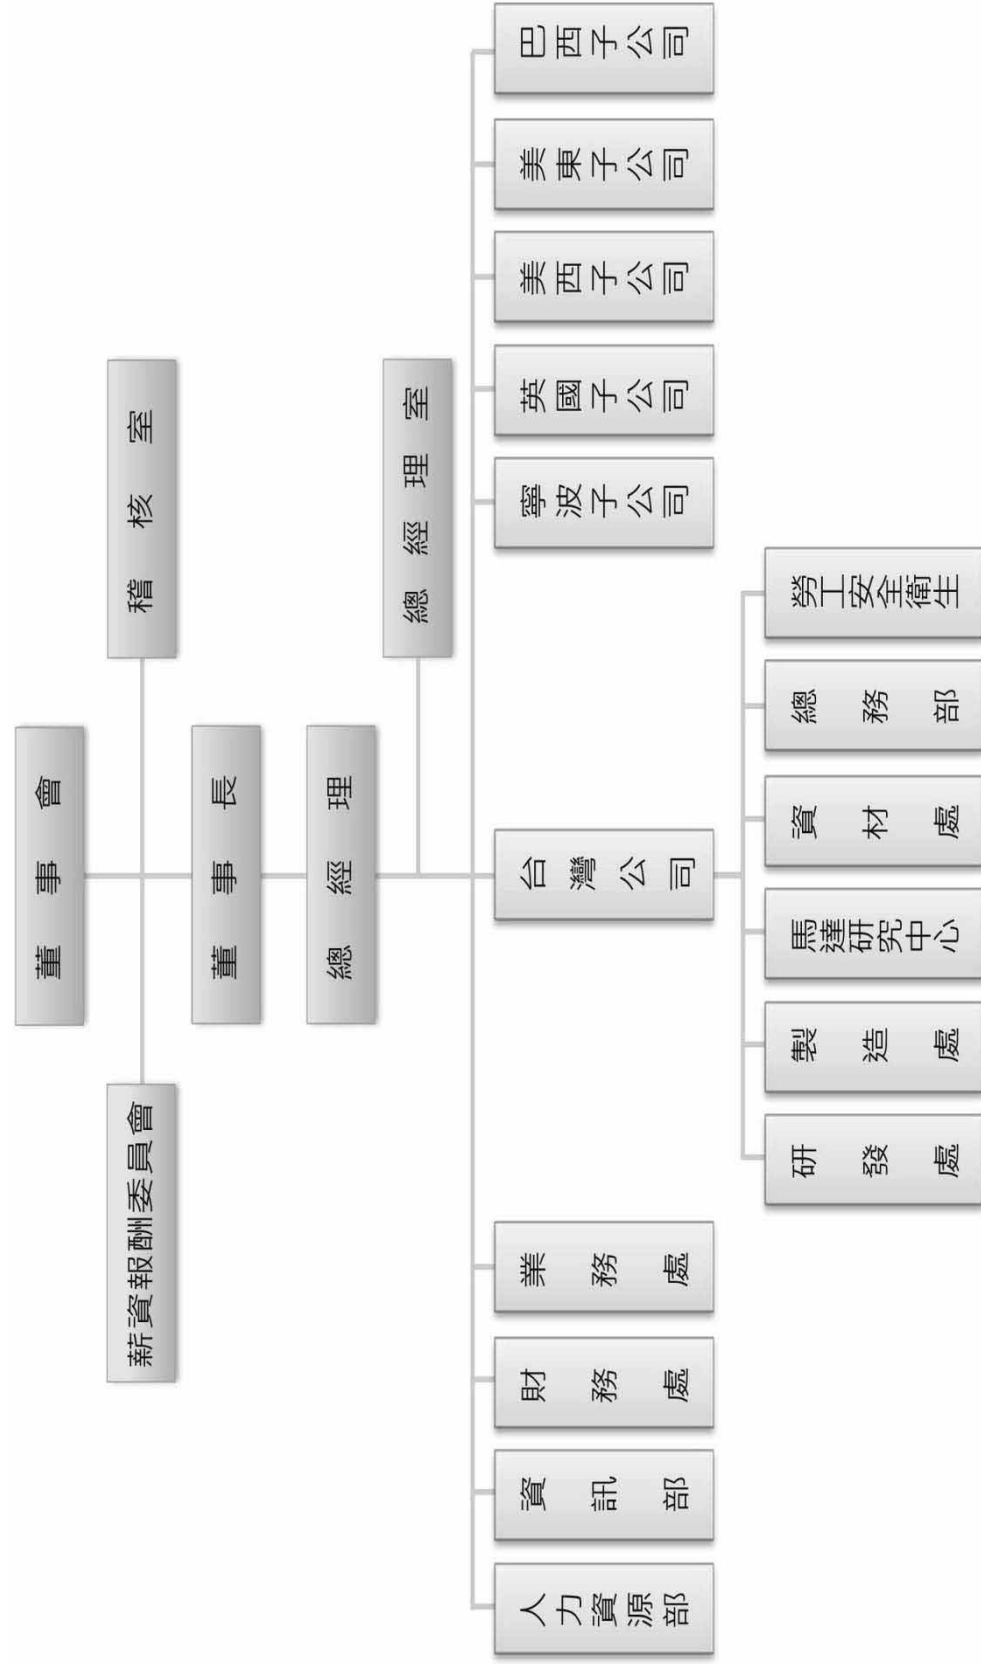 董事會
薪資報酬委員會
稽核室
董事長
總經理
總經理室
人力資源部
資訊部
財務處
業務處
台灣公司
寧波子公司
英國子公司
美西子公司
美東子公司
巴西子公司
研發處
製造處
馬達研究中心
資材處
總務部
勞工安全衛生